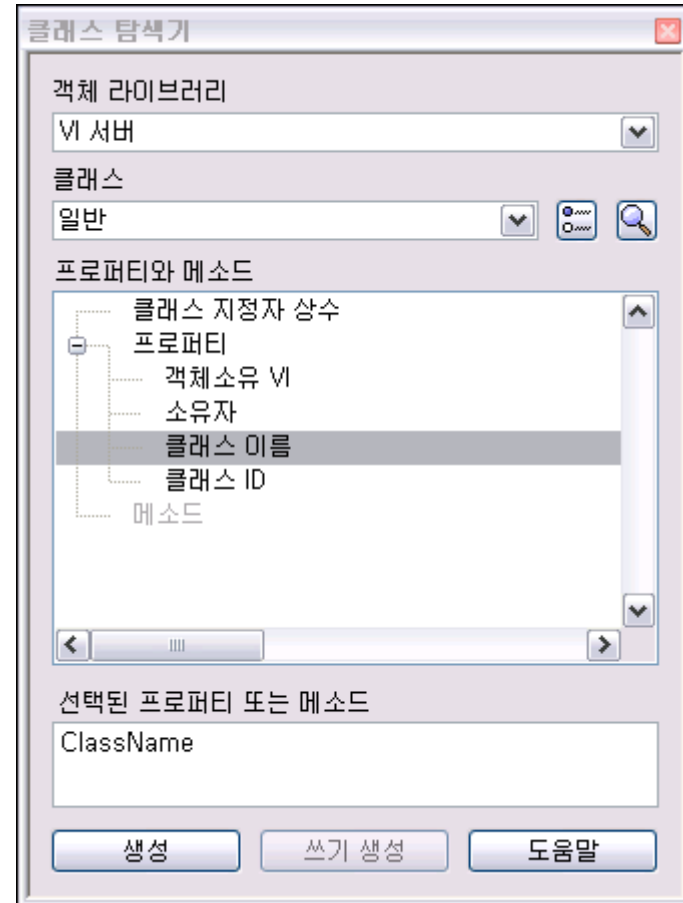 클래스 탐색기
객체 라이브러리
VI 서버
클래스
일반
프로퍼티와 메소드
클래스 지정자 상수
프로퍼티
객체소유 VI
소유자
클래스 이름
클래스 ID
메소드
선택된 프로퍼티 또는 메소드
ClassName
생성 쓰기 생성 도움말